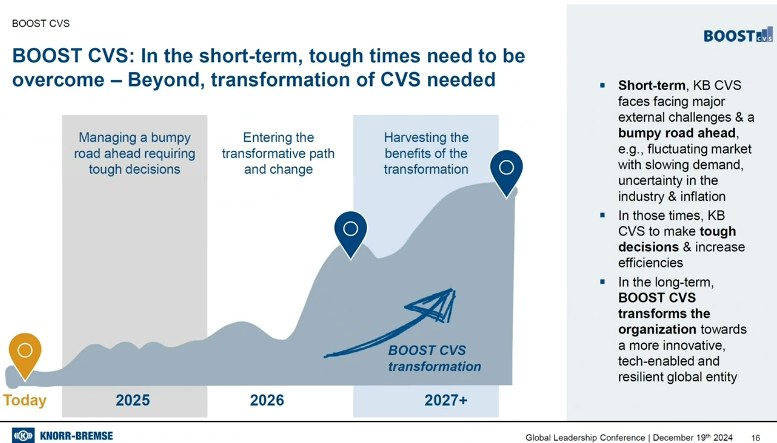 BOOST CVS
BOOST CVS
BOOST CVS: In the short-term, tough times need to be
overcome – Beyond, transformation of CVS needed
Managing a bumpy
road ahead requiring
tough decisions
Entering the
transformative path
and change
Harvesting the
benefits of the
transformation
BOOST CVS
transformation
Today
2025
2026
2027+
▪ Short-term, KB CVS
faces facing major
external challenges & a
bumpy road ahead,
e.g., fluctuating market
with slowing demand,
uncertainty in the
industry & inflation
▪ In those times, KB
CVS to make tough
decisions & increase
efficiencies
▪ In the long-term,
BOOST CVS
transforms the
organization towards
a more innovative,
tech-enabled and
resilient global entity
KNORR-BREMSE
Global Leadership Conference | December 19th 2024 16